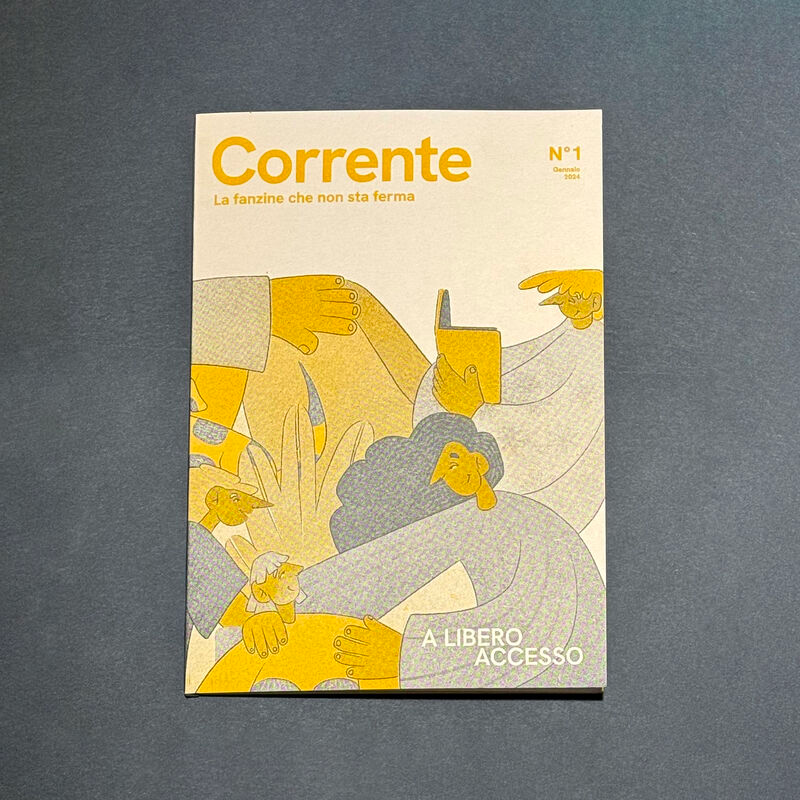 Corrente
La fanzine che non sta ferma
N°1
Gennaio
2024
A LIBERO
ACCESSO